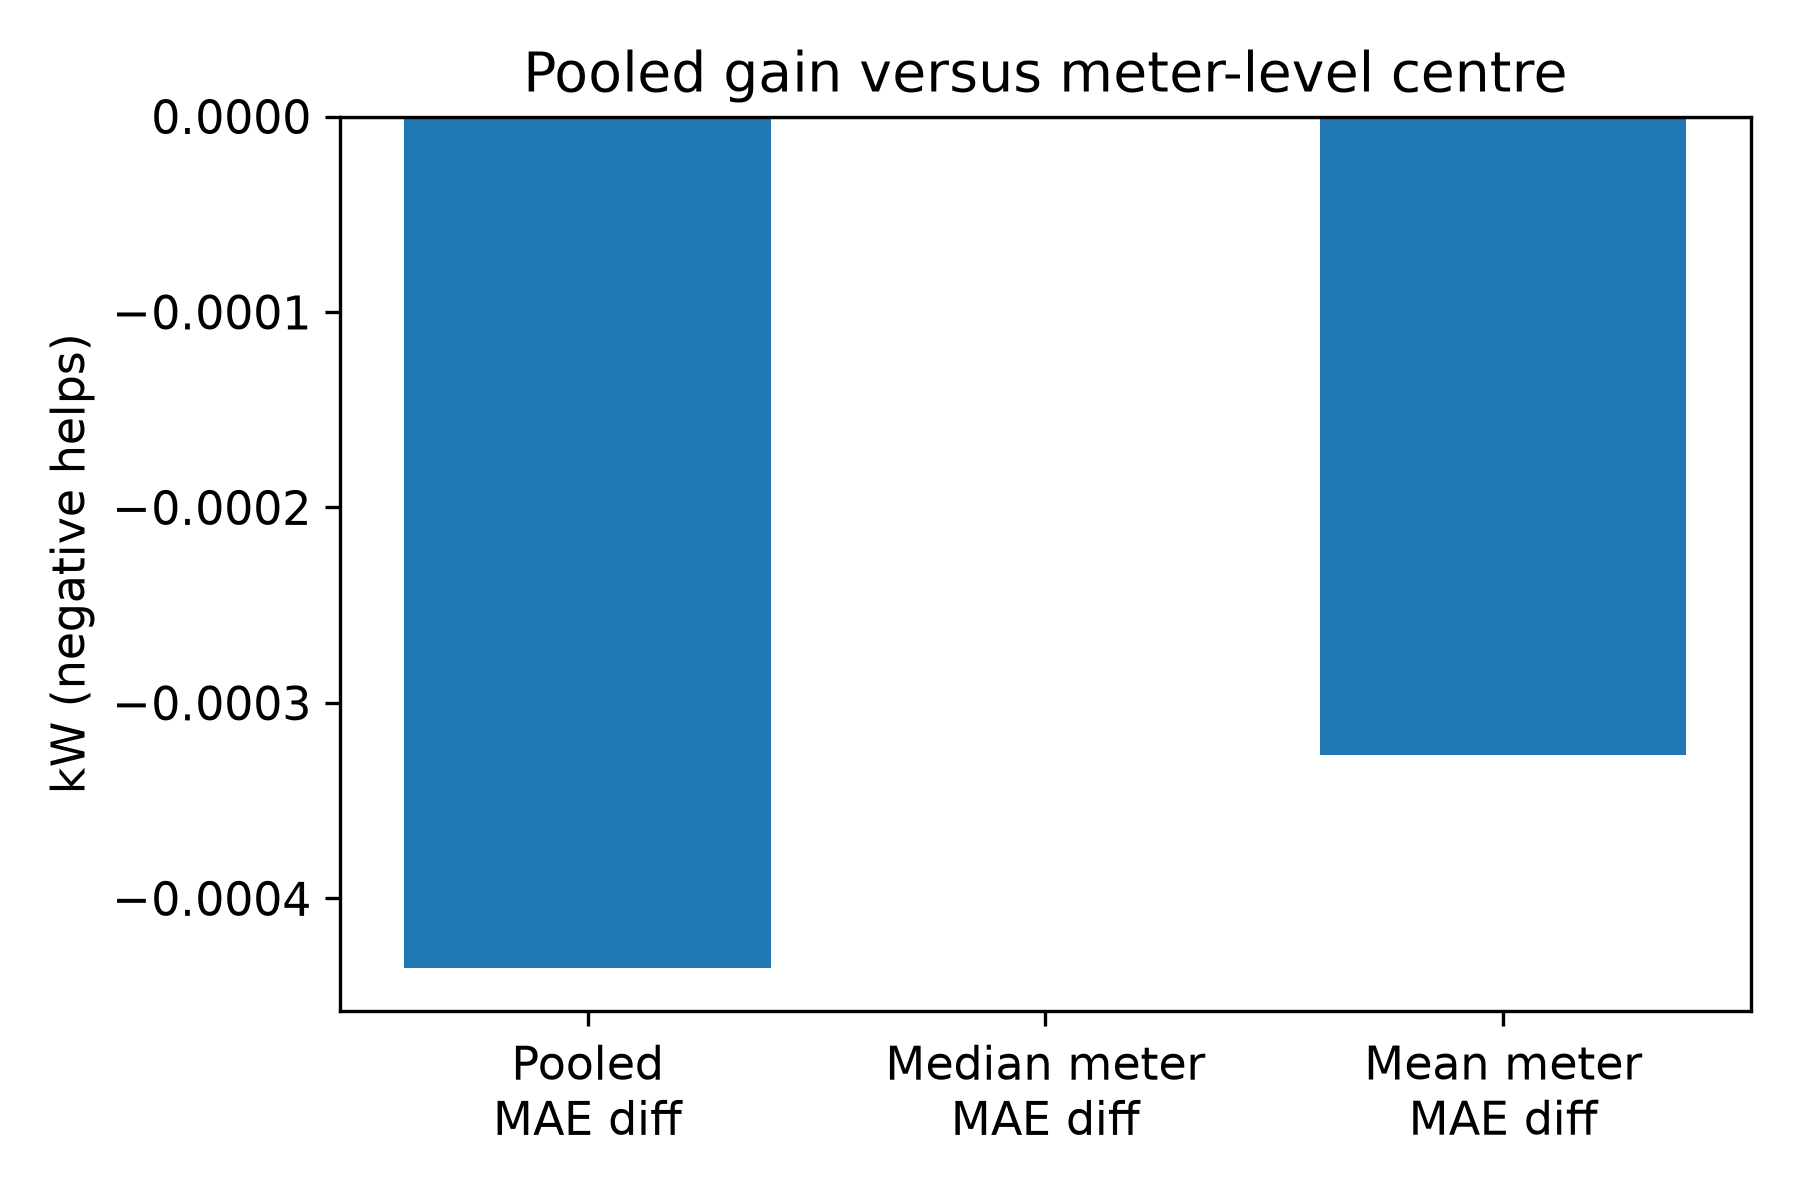 Pooled gain versus meter-level centre
0.0000
−0.0001
−0.0002
−0.0003
−0.0004
kW (negative helps)
Pooled
MAE diff
Median meter
MAE diff
Mean meter
MAE diff